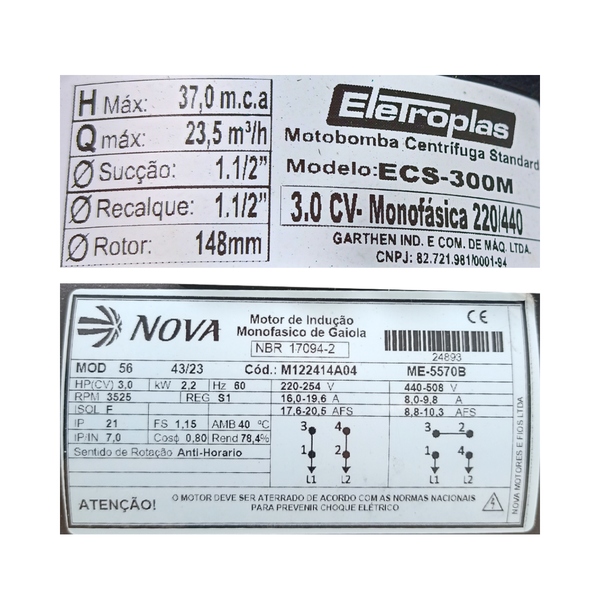 H Máx: 37,0 m.c.a
Q máx: 23,5 m³/h
Ø Sucção: 1.1/2”
Ø Recalque: 1.1/2”
Ø Rotor: 148mm
Eletroplas
Motobomba Centrífuga Standard
Modelo: ECS-300M
3.0 CV- Monofásica 220/440
GARTHEN IND. E COM. DE MÁQ. LTDA.
CNPJ: 82.721.981/0001-94
NOVA
Motor de Indução
Monofasico de Gaiola
NBR 17094-2
CE
24893
MOD 56 43/23 Cód.: M122414A04 ME-5570B
HP(CV) 3,0 kW 2,2 Hz 60 220-254 V 440-508 V
RPM 3525 REG S1 16,0-19,6 A 8,0-9,8 A
ISOL F 17,6-20,5 AFS 8,8-10,3 AFS
IP 21 FS 1,15 AMB 40 ºC
IP/IN 7,0 Cosϕ 0,80 Rend 78,4%
Sentido de Rotação Anti-Horario
3 4 3 2
1 2 1 4
L1 L2 L1 L2
NOVA MOTORES E FIOS LTDA
ATENÇÃO! O MOTOR DEVE SER ATERRADO DE ACORDO COM AS NORMAS NACIONAIS
PARA PREVENIR CHOQUE ELÉTRICO